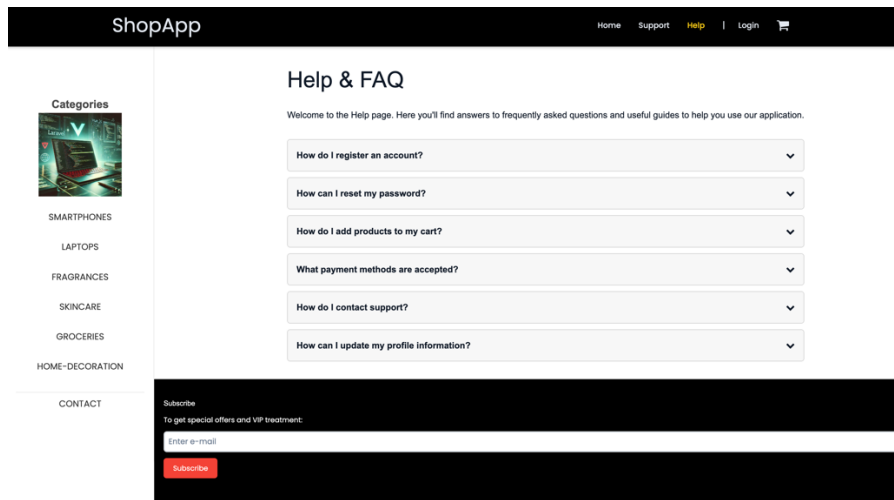 ShopApp
Home Support Help | Login
Categories
Laravel
SMARTPHONES
LAPTOPS
FRAGRANCES
SKINCARE
GROCERIES
HOME-DECORATION
CONTACT
Help & FAQ
Welcome to the Help page. Here you'll find answers to frequently asked questions and useful guides to help you use our application.
How do I register an account?
How can I reset my password?
How do I add products to my cart?
What payment methods are accepted?
How do I contact support?
How can I update my profile information?
Subscribe
To get special offers and VIP treatment:
Enter e-mail
Subscribe